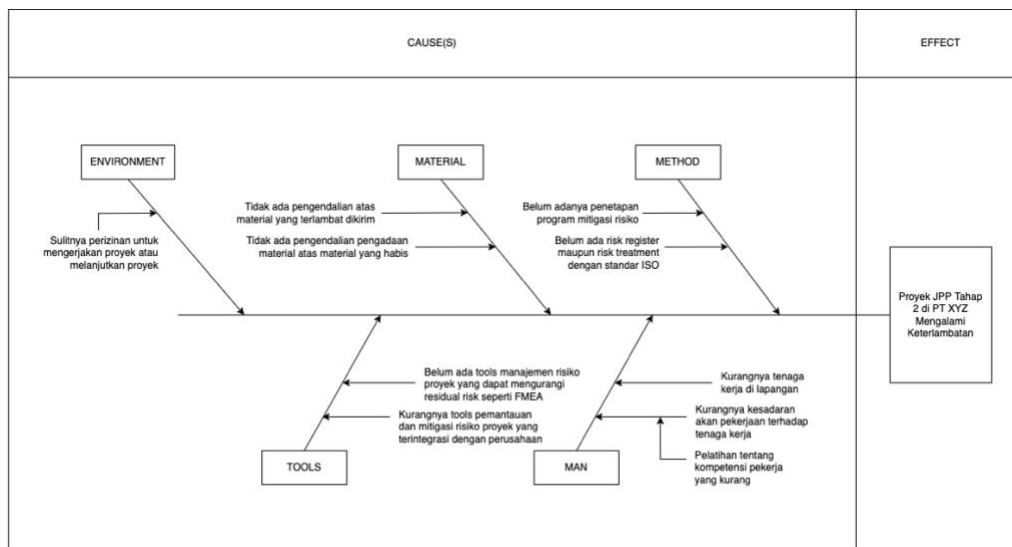 CAUSE(S)
EFFECT
ENVIRONMENT
MATERIAL
METHOD
Sulitnya perizinan untuk
mengerjakan proyek atau
melanjutkan proyek
Tidak ada pengendalian atas
material yang terlambat dikirim
Tidak ada pengendalian pengadaan
material atas material yang habis
Belum adanya penetapan
program mitigasi risiko
Belum ada risk register
maupun risk treatment
dengan standar ISO
Proyek JPP Tahap
2 di PT XYZ
Mengalami
Keterlambatan
Belum ada tools manajemen risiko
proyek yang dapat mengurangi
residual risk seperti FMEA
Kurangnya tools pemantauan
dan mitigasi risiko proyek yang
terintegrasi dengan perusahaan
Kurangnya tenaga
kerja di lapangan
Kurangnya kesadaran
akan pekerjaan terhadap
tenaga kerja
Pelatihan tentang
kompetensi pekerja
yang kurang
TOOLS
MAN